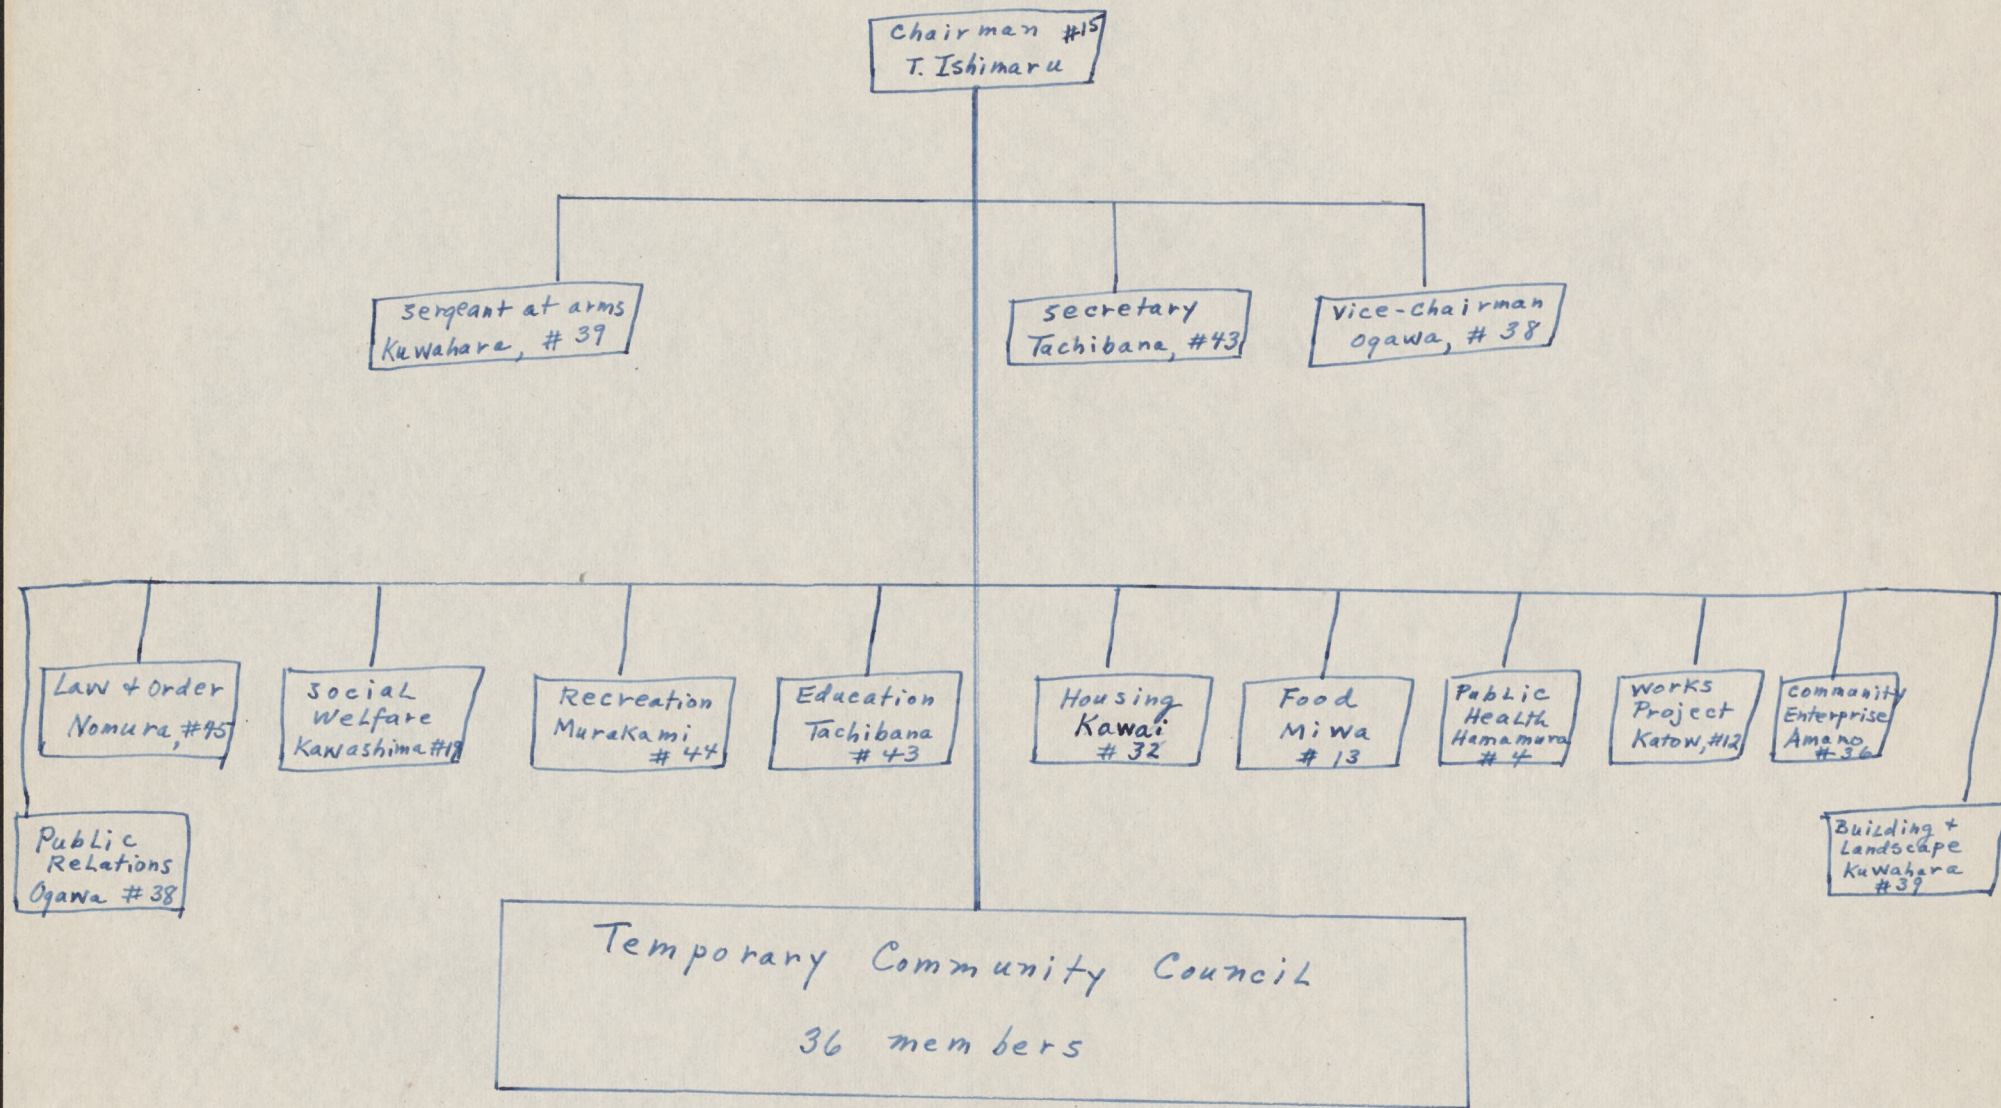 Chairman #15
T. Ishimaru
Sergeant at arms
Kuwahara, # 39
Secretary
Tachibana, #43
Vice-Chairman
Ogawa, # 38
Law + Order
Nomura, #45
Social
Welfare
Kawashima
Recreation
Murakami
# 44
Education
Tachibana
# 43
Housing
Kawai
# 32
Food
Miwa
# 13
Public
Health
Hamamura
# 4
Works
Project
Katow, #12
Community
Enterprise
Amano
# 36
Public
Relations
Ogawa # 38
Building +
Landscape
Kuwahara
# 39
Temporary Community Council
36 members